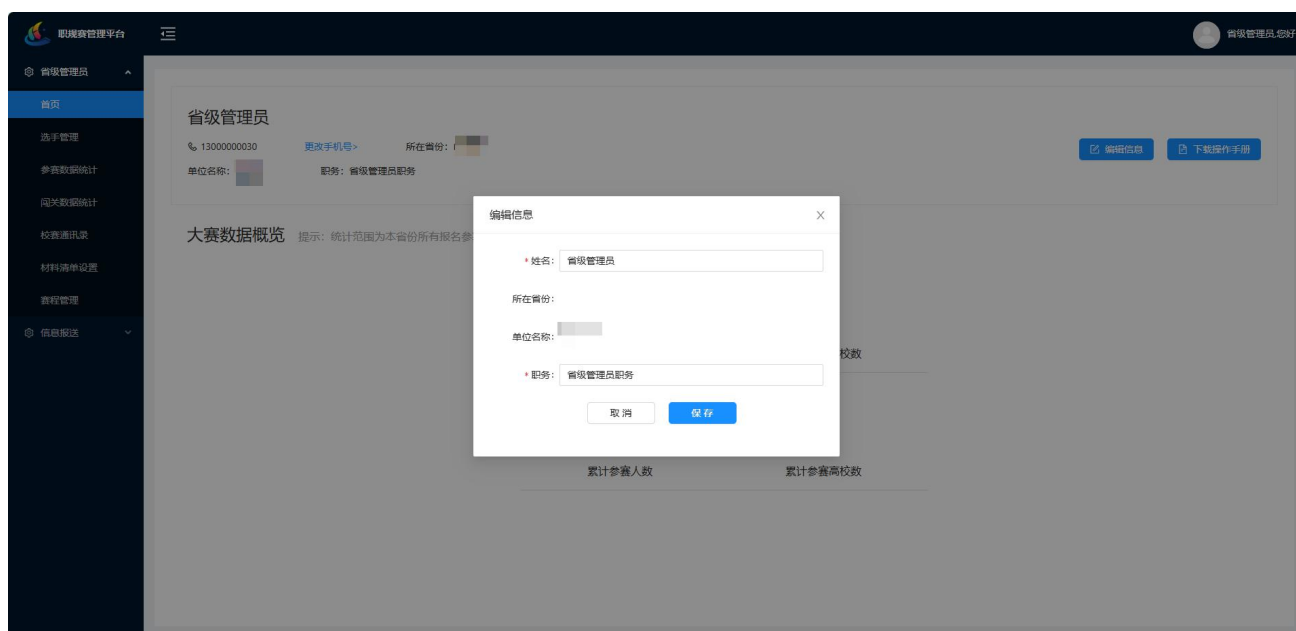 职规赛管理平台
省级管理员,您好
省级管理员
首页
选手管理
参赛数据统计
闯关数据统计
校赛通讯录
材料清单设置
赛程管理
信息报送
省级管理员
13000000030 更改手机号> 所在省份:
单位名称: 职务: 省级管理员职务
编辑信息 下载操作手册
大赛数据概览 提示: 统计范围为本省份所有报名参
编辑信息
* 姓名: 省级管理员
所在省份:
单位名称:
* 职务: 省级管理员职务
取消 保存
校数
累计参赛人数 累计参赛高校数